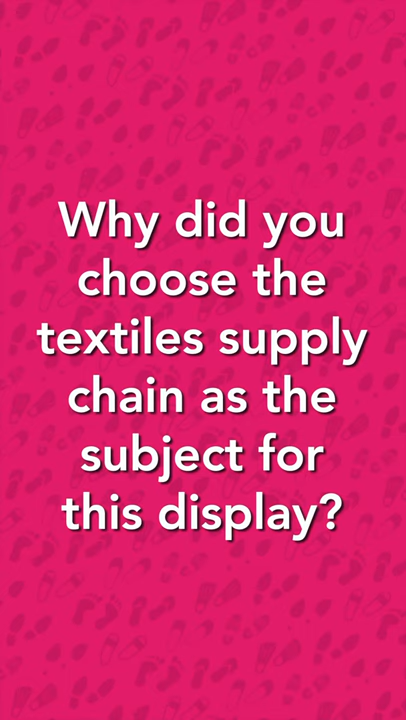 Why did you
choose the
textiles supply
chain as the
subject for
this display?